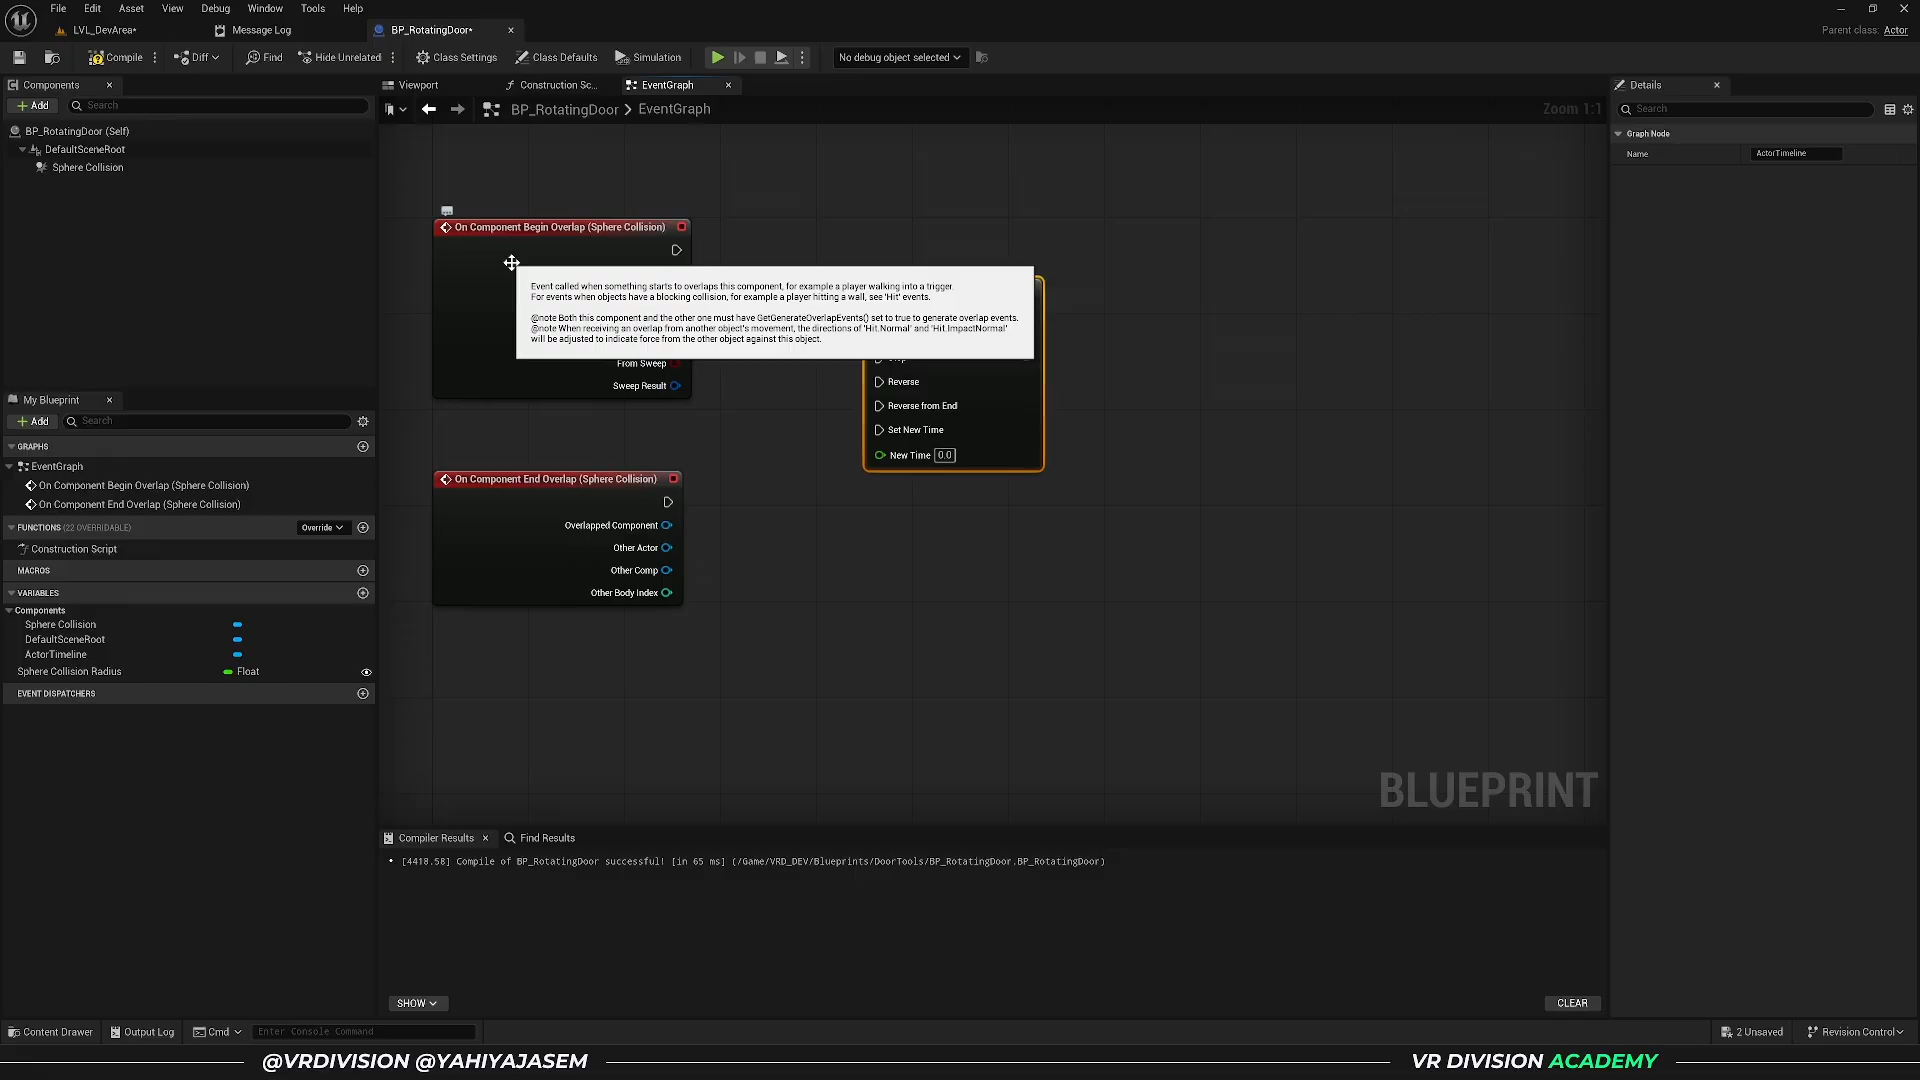 File Edit Asset View Debug Window Tools Help
LVL_DevArea* Message Log BP_RotatingDoor*
Parent class: Actor
Compile Diff Find Hide Unrelated Class Settings Class Defaults Simulation No debug object selected
Components
Viewport Construction Sc... EventGraph
Details
Add Search
BP_RotatingDoor > EventGraph
Zoom 1:1
Search
BP_RotatingDoor (Self)
DefaultSceneRoot
Sphere Collision
Graph Node
Name ActorTimeline
On Component Begin Overlap (Sphere Collision)
Event called when something starts to overlaps this component, for example a player walking into a trigger.
For events when objects have a blocking collision, for example a player hitting a wall, see 'Hit' events.
@note Both this component and the other one must have GetGenerateOverlapEvents() set to true to generate overlap events.
@note When receiving an overlap from another object's movement, the directions of 'Hit.Normal' and 'Hit.ImpactNormal'
will be adjusted to indicate force from the other object against this object.
From Sweep
Sweep Result
Reverse
Reverse from End
Set New Time
New Time 0.0
On Component End Overlap (Sphere Collision)
Overlapped Component
Other Actor
Other Comp
Other Body Index
My Blueprint
Add Search
GRAPHS
EventGraph
On Component Begin Overlap (Sphere Collision)
On Component End Overlap (Sphere Collision)
FUNCTIONS (22 OVERRIDABLE) Override
Construction Script
MACROS
VARIABLES
Components
Sphere Collision
DefaultSceneRoot
ActorTimeline
Sphere Collision Radius Float
EVENT DISPATCHERS
BLUEPRINT
Compiler Results Find Results
[4418.58] Compile of BP_RotatingDoor successful! [in 65 ms] (/Game/VRD_DEV/Blueprints/DoorTools/BP_RotatingDoor.BP_RotatingDoor)
SHOW
CLEAR
Content Drawer Output Log Cmd Enter Console Command
2 Unsaved Revision Control
@VRDIVISION @YAHIYAJASEM
VR DIVISION ACADEMY